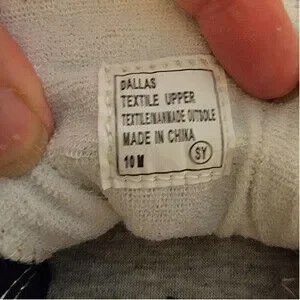 DALLAS
TEXTILE UPPER
TEXTILE/MANMADE OUTSOLE
MADE IN CHINA
10 M SY